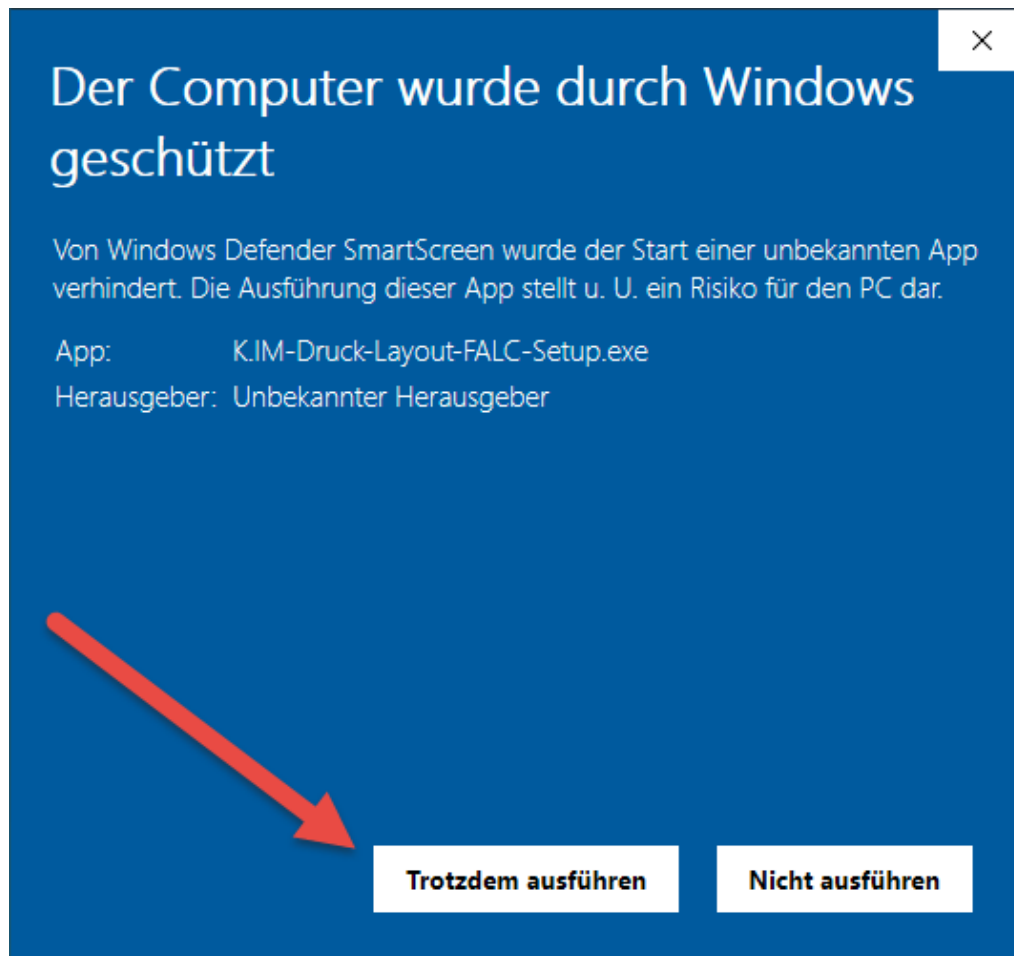 Der Computer wurde durch Windows
geschützt
Von Windows Defender SmartScreen wurde der Start einer unbekannten App
verhindert. Die Ausführung dieser App stellt u. U. ein Risiko für den PC dar.
App: K.IM-Druck-Layout-FALC-Setup.exe
Herausgeber: Unbekannter Herausgeber
Trotzdem ausführen Nicht ausführen